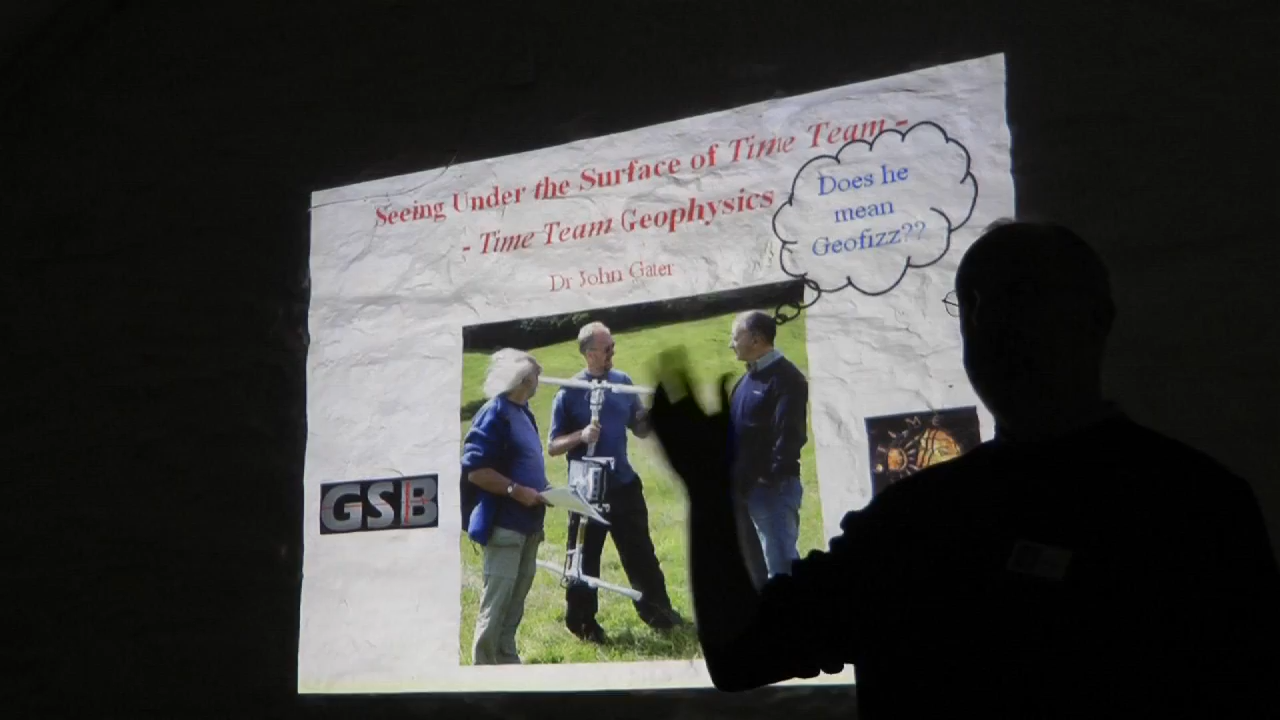 Seeing Under the Surface of Time Team -
- Time Team Geophysics
Dr John Gater
Does he
mean
Geofizz??
GSB